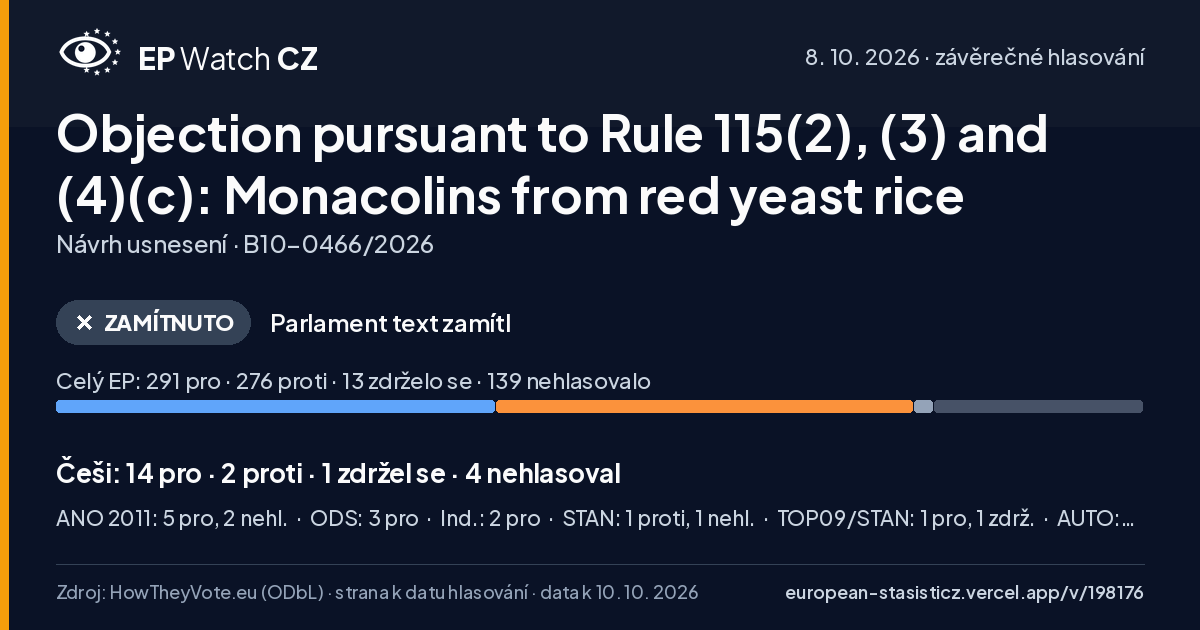 EP Watch CZ
8. 10. 2026 · závěrečné hlasování
Objection pursuant to Rule 115(2), (3) and
(4)(c): Monacolins from red yeast rice
Návrh usnesení · B10-0466/2026
✕ ZAMÍTNUTO
Parlament text zamítl
Celý EP: 291 pro · 276 proti · 13 zdrželo se · 139 nehlasovalo
Češi: 14 pro · 2 proti · 1 zdržel se · 4 nehlasoval
ANO 2011: 5 pro, 2 nehl. · ODS: 3 pro · Ind.: 2 pro · STAN: 1 proti, 1 nehl. · TOP09/STAN: 1 pro, 1 zdrž. · AUTO:…
Zdroj: HowTheyVote.eu (ODbL) · strana k datu hlasování · data k 10. 10. 2026
european-stasisticz.vercel.app/v/198176